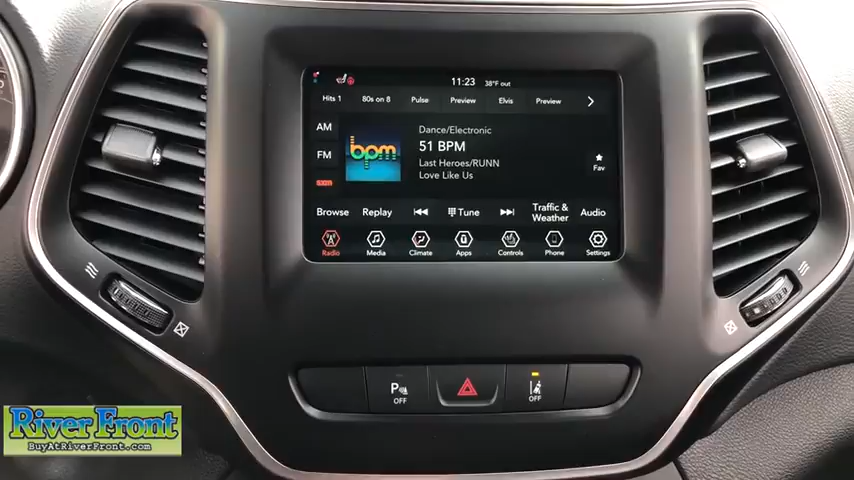 11:23 38°F out
Hits 1 80s on 8 Pulse Preview Elvis Preview
AM
FM
SXM
bpm
Dance/Electronic
51 BPM
Last Heroes/RUNN
Love Like Us
Fav
Browse Replay Tune Traffic & Weather Audio
Radio Media Climate Apps Controls Phone Settings
P OFF
OFF
River Front
BuyAtRiverFront.com